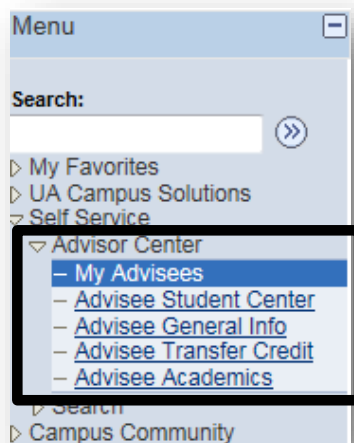 Menu
Search:
My Favorites
UA Campus Solutions
Self Service
Advisor Center
– My Advisees
– Advisee Student Center
– Advisee General Info
– Advisee Transfer Credit
– Advisee Academics
Search
Campus Community